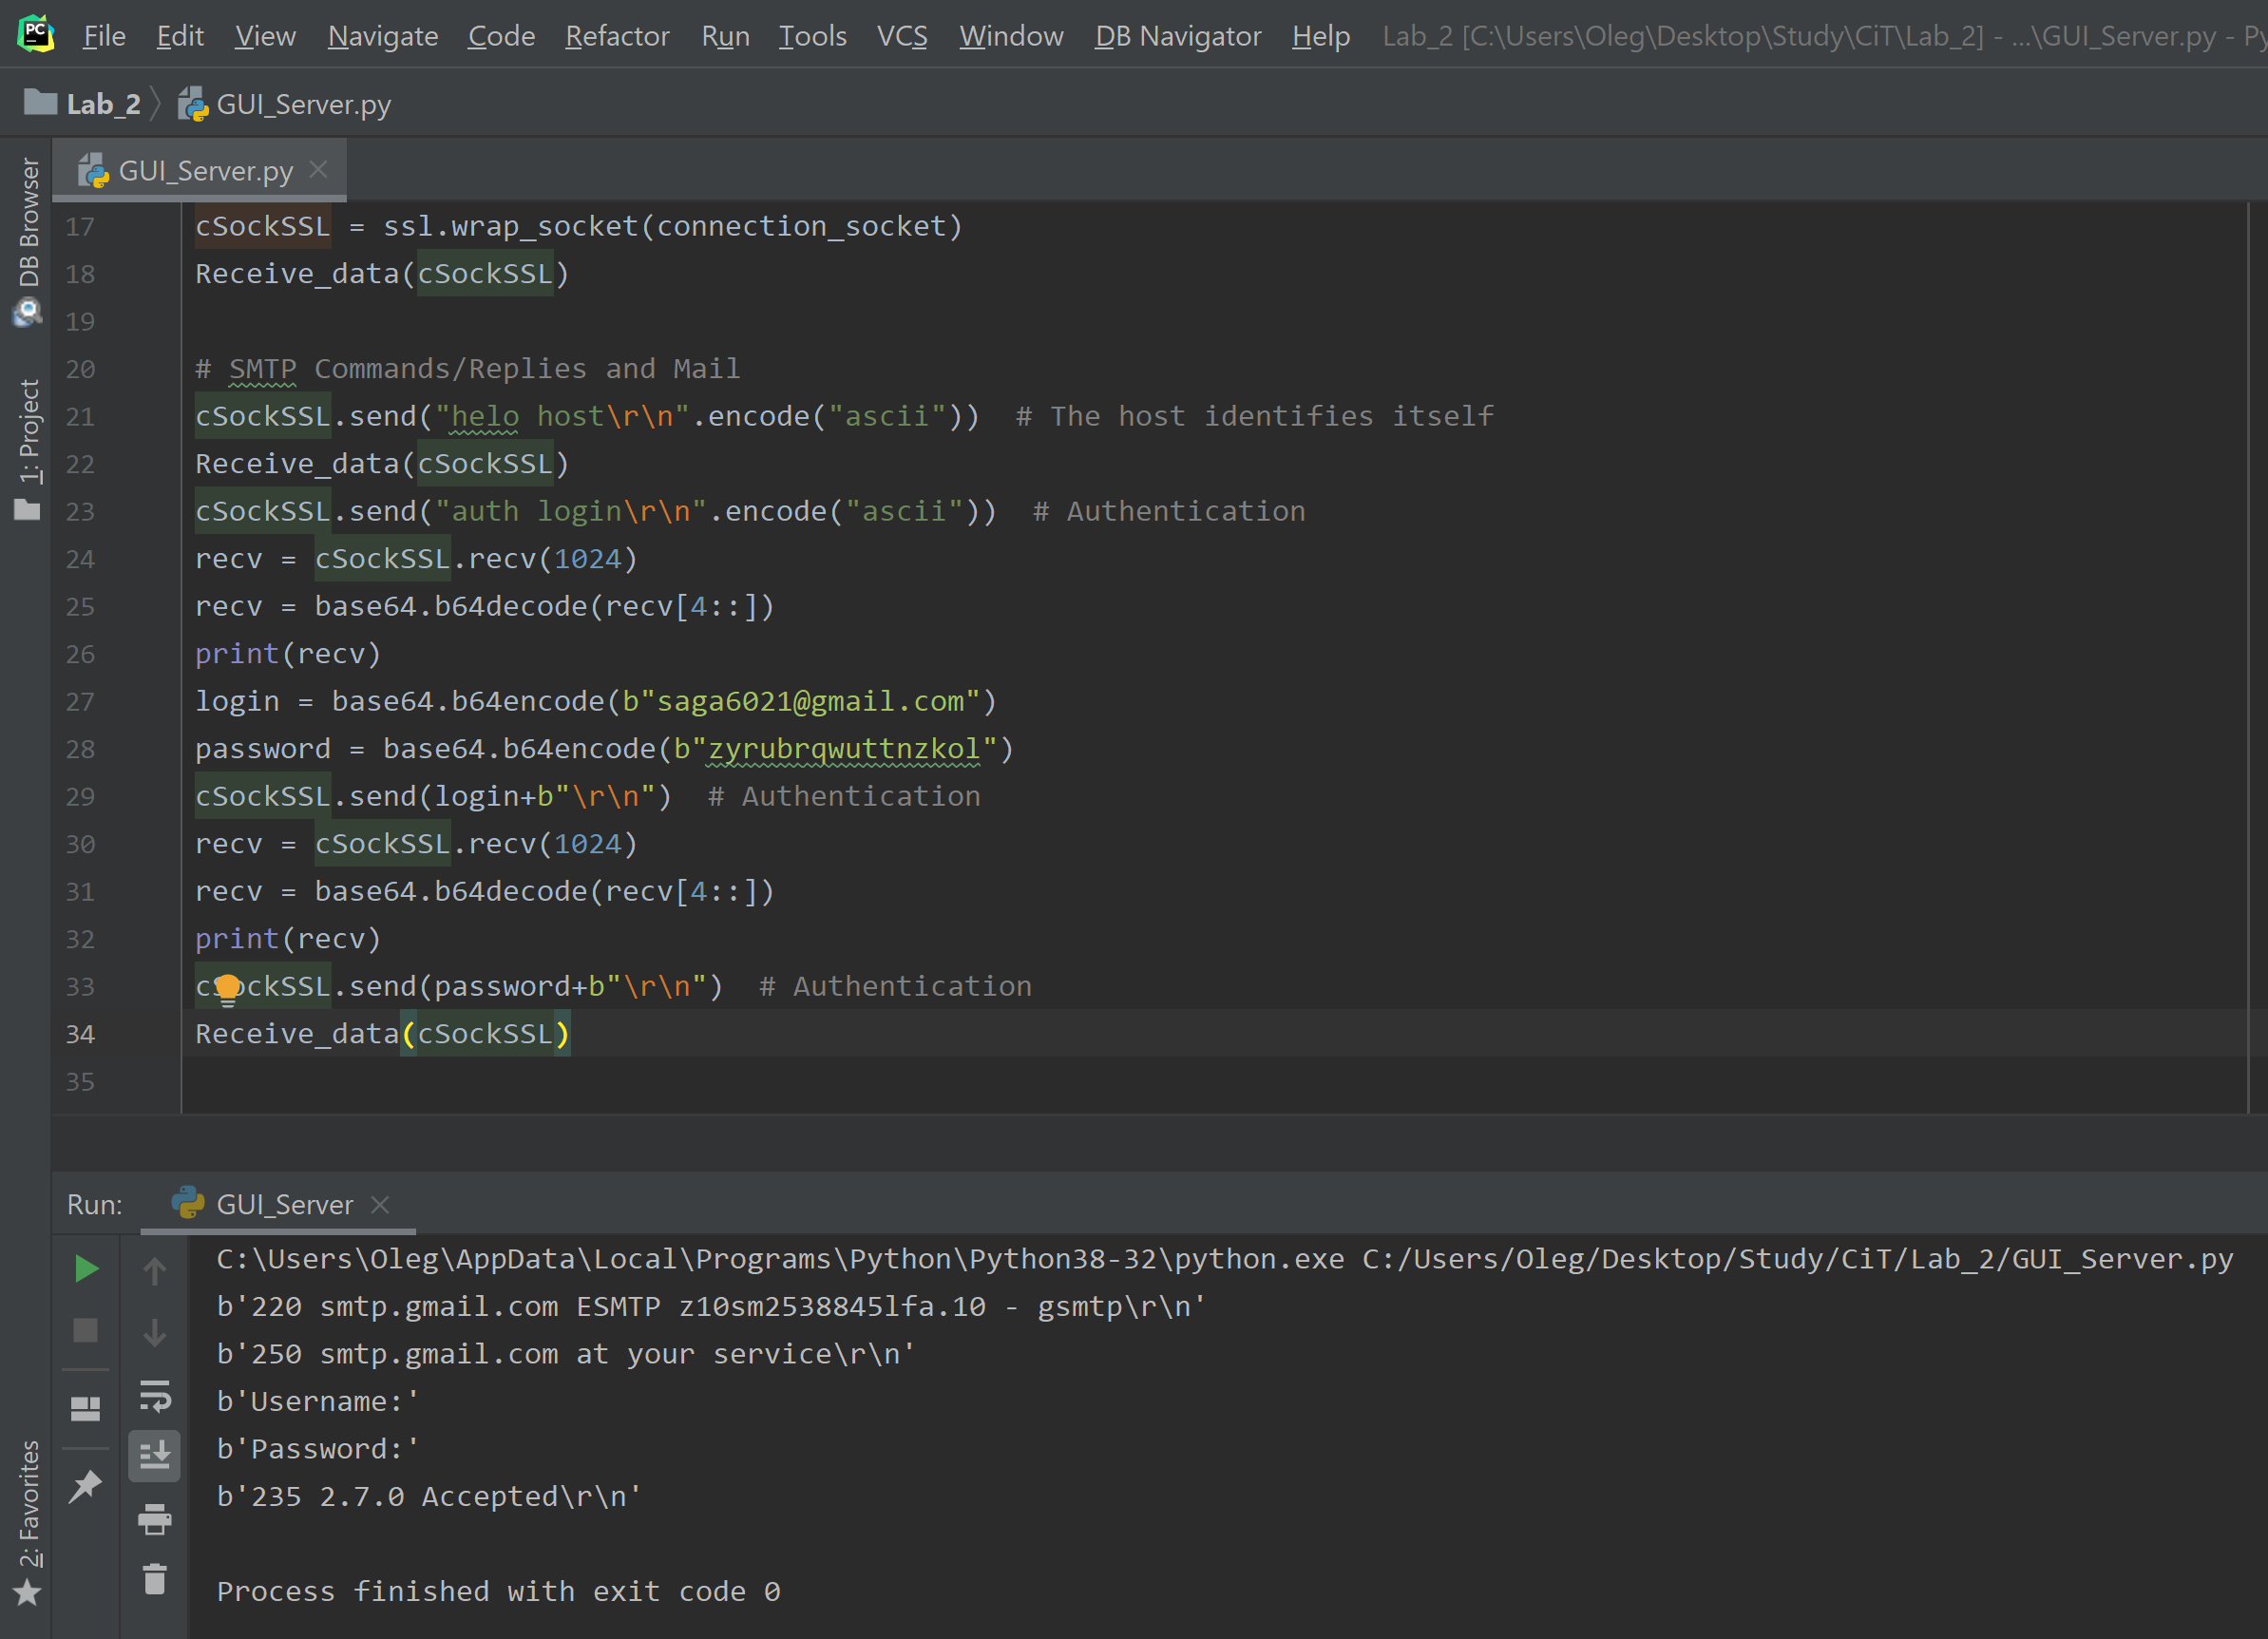 PC File Edit View Navigate Code Refactor Run Tools VCS Window DB Navigator Help Lab_2 [C:\Users\Oleg\Desktop\Study\CiT\Lab_2] - ...\GUI_Server.py - Py
Lab_2 GUI_Server.py
GUI_Server.py
DB Browser
1: Project
2: Favorites
17 cSockSSL = ssl.wrap_socket(connection_socket)
18 Receive_data(cSockSSL)
19
20 # SMTP Commands/Replies and Mail
21 cSockSSL.send("helo host\r\n".encode("ascii"))  # The host identifies itself
22 Receive_data(cSockSSL)
23 cSockSSL.send("auth login\r\n".encode("ascii"))  # Authentication
24 recv = cSockSSL.recv(1024)
25 recv = base64.b64decode(recv[4::])
26 print(recv)
27 login = base64.b64encode(b"saga6021@gmail.com")
28 password = base64.b64encode(b"zyrubrqwuttnzkol")
29 cSockSSL.send(login+b"\r\n")  # Authentication
30 recv = cSockSSL.recv(1024)
31 recv = base64.b64decode(recv[4::])
32 print(recv)
33 cSockSSL.send(password+b"\r\n")  # Authentication
34 Receive_data(cSockSSL)
35
Run: GUI_Server
C:\Users\Oleg\AppData\Local\Programs\Python\Python38-32\python.exe C:/Users/Oleg/Desktop/Study/CiT/Lab_2/GUI_Server.py
b'220 smtp.gmail.com ESMTP z10sm2538845lfa.10 - gsmtp\r\n'
b'250 smtp.gmail.com at your service\r\n'
b'Username:'
b'Password:'
b'235 2.7.0 Accepted\r\n'
Process finished with exit code 0